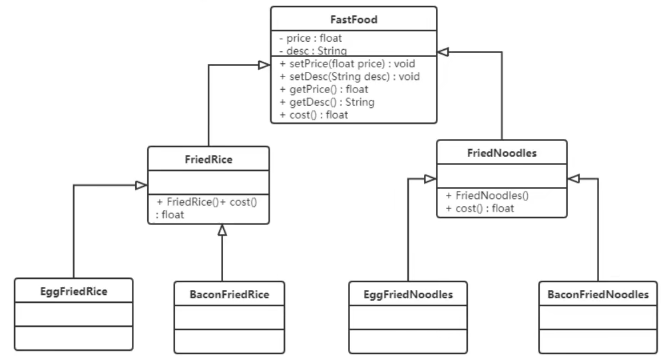 FastFood
- price : float
- desc : String
+ setPrice(float price) : void
+ setDesc(String desc) : void
+ getPrice() : float
+ getDesc() : String
+ cost() : float
FriedRice
+ FriedRice()+ cost()
: float
FriedNoodles
+ FriedNoodles()
+ cost() : float
EggFriedRice
BaconFriedRice
EggFriedNoodles
BaconFriedNoodles